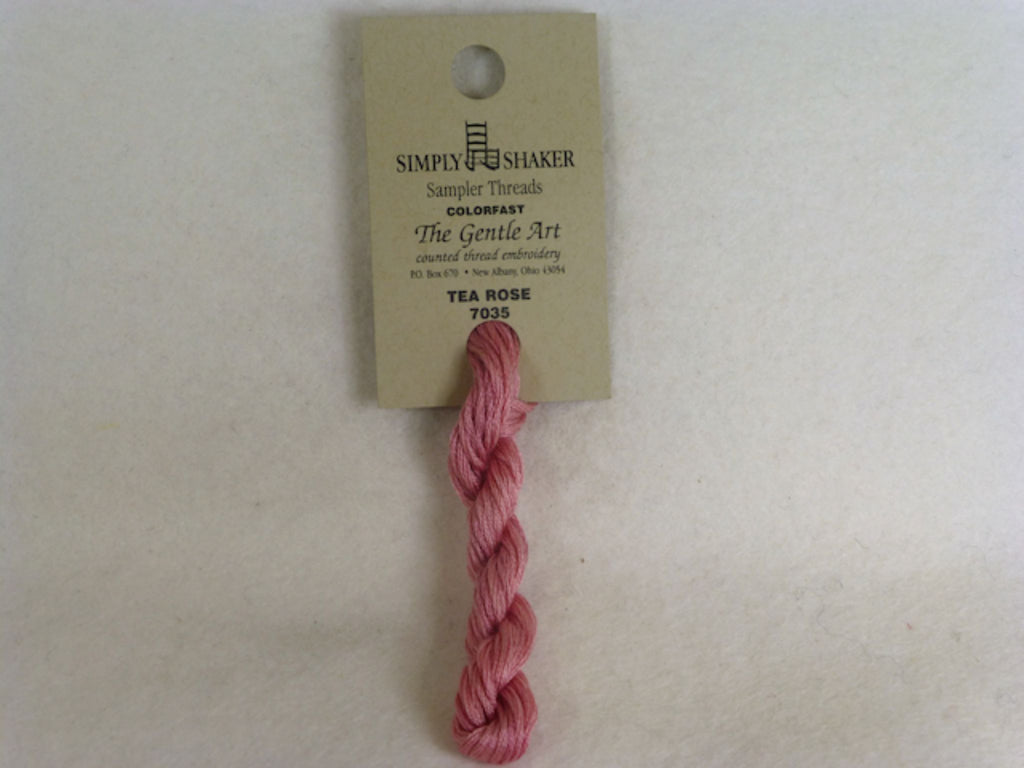 SIMPLY SHAKER
Sampler Threads
COLORFAST
The Gentle Art
counted thread embroidery
P.O. Box 670 • New Albany, Ohio 43054
TEA ROSE
7035